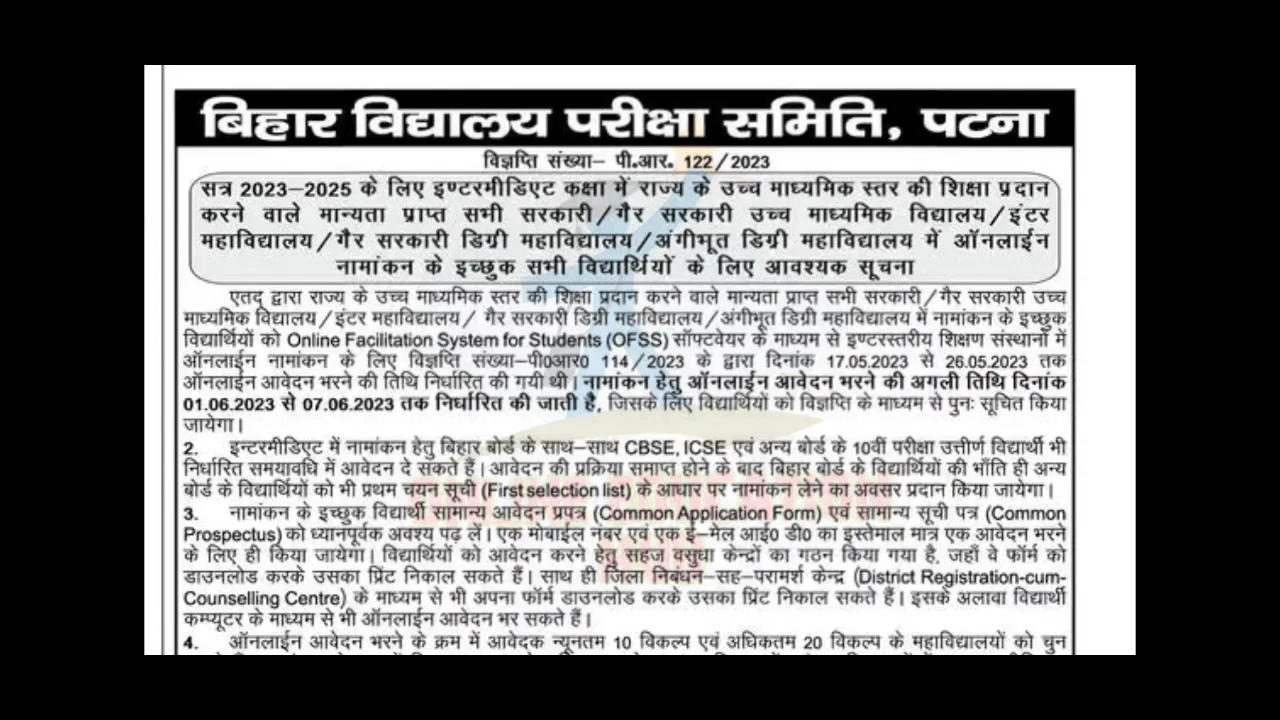 बिहार विद्यालय परीक्षा समिति, पटना
विज्ञप्ति संख्या– पी.आर. 122/2023
सत्र 2023–2025 के लिए इण्टरमीडिएट कक्षा में राज्य के उच्च माध्यमिक स्तर की शिक्षा प्रदान
करने वाले मान्यता प्राप्त सभी सरकारी/गैर सरकारी उच्च माध्यमिक विद्यालय/इंटर
महाविद्यालय/गैर सरकारी डिग्री महाविद्यालय/अंगीभूत डिग्री महाविद्यालय में ऑनलाईन
नामांकन के इच्छुक सभी विद्यार्थियों के लिए आवश्यक सूचना
एतद् द्वारा राज्य के उच्च माध्यमिक स्तर की शिक्षा प्रदान करने वाले मान्यता प्राप्त सभी सरकारी/गैर सरकारी उच्च
माध्यमिक विद्यालय/इंटर महाविद्यालय/ गैर सरकारी डिग्री महाविद्यालय/अंगीभूत डिग्री महाविद्यालय में नामांकन के इच्छुक
विद्यार्थियों को Online Facilitation System for Students (OFSS) सॉफ्टवेयर के माध्यम से इण्टरस्तरीय शिक्षण संस्थानों में
ऑनलाईन नामांकन के लिए विज्ञप्ति संख्या–पी0आर0 114/2023 के द्वारा दिनांक 17.05.2023 से 26.05.2023 तक
ऑनलाईन आवेदन भरने की तिथि निर्धारित की गयी थी। नामांकन हेतु ऑनलाईन आवेदन भरने की अगली तिथि दिनांक
01.06.2023 से 07.06.2023 तक निर्धारित की जाती है, जिसके लिए विद्यार्थियों को विज्ञप्ति के माध्यम से पुनः सूचित किया
जायेगा।
2. इन्टरमीडिएट में नामांकन हेतु बिहार बोर्ड के साथ–साथ CBSE, ICSE एवं अन्य बोर्ड के 10वीं परीक्षा उत्तीर्ण विद्यार्थी भी
निर्धारित समयावधि में आवेदन दे सकते हैं। आवेदन की प्रक्रिया समाप्त होने के बाद बिहार बोर्ड के विद्यार्थियों की भाँति ही अन्य
बोर्ड के विद्यार्थियों को भी प्रथम चयन सूची (First selection list) के आधार पर नामांकन लेने का अवसर प्रदान किया जायेगा।
3. नामांकन के इच्छुक विद्यार्थी सामान्य आवेदन प्रपत्र (Common Application Form) एवं सामान्य सूची पत्र (Common
Prospectus) को ध्यानपूर्वक अवश्य पढ़ लें। एक मोबाईल नंबर एवं एक ई–मेल आई0 डी0 का इस्तेमाल मात्र एक आवेदन भरने
के लिए ही किया जायेगा। विद्यार्थियों को आवेदन करने हेतु सहज वसुधा केन्द्रों का गठन किया गया है, जहाँ वे फॉर्म को
डाउनलोड करके उसका प्रिंट निकाल सकते हैं। साथ ही जिला निबंधन–सह–परामर्श केन्द्र (District Registration-cum-
Counselling Centre) के माध्यम से भी अपना फॉर्म डाउनलोड करके उसका प्रिंट निकाल सकते हैं। इसके अलावा विद्यार्थी
कम्प्यूटर के माध्यम से भी ऑनलाईन आवेदन भर सकते हैं।
4. ऑनलाईन आवेदन भरने के क्रम में आवेदक न्यूनतम 10 विकल्प एवं अधिकतम 20 विकल्प के महाविद्यालयों को चुन